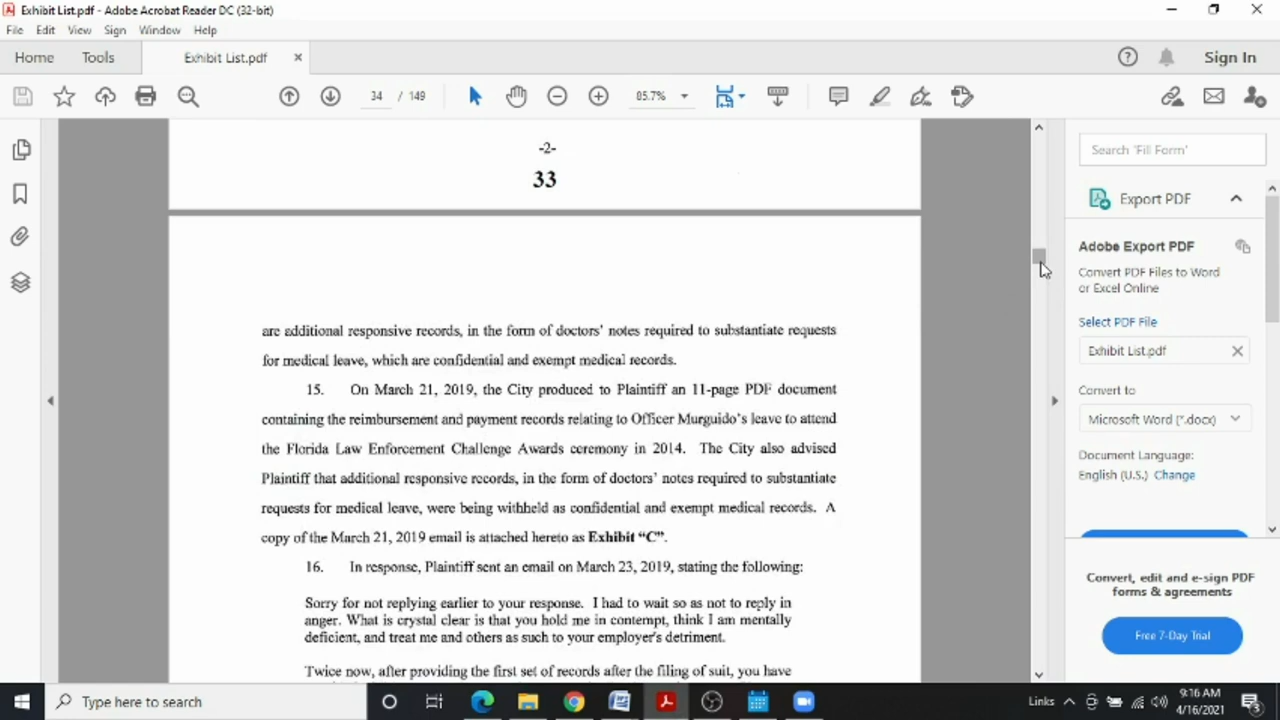 Exhibit List.pdf - Adobe Acrobat Reader DC (32-bit)
File Edit View Sign Window Help
Home Tools Exhibit List.pdf × Sign In
34 / 149 85.7%
-2-
33
are additional responsive records, in the form of doctors' notes required to substantiate requests
for medical leave, which are confidential and exempt medical records.
15. On March 21, 2019, the City produced to Plaintiff an 11-page PDF document
containing the reimbursement and payment records relating to Officer Murguido's leave to attend
the Florida Law Enforcement Challenge Awards ceremony in 2014. The City also advised
Plaintiff that additional responsive records, in the form of doctors' notes required to substantiate
requests for medical leave, were being withheld as confidential and exempt medical records. A
copy of the March 21, 2019 email is attached hereto as Exhibit "C".
16. In response, Plaintiff sent an email on March 23, 2019, stating the following:
Sorry for not replying earlier to your response. I had to wait so as not to reply in
anger. What is crystal clear is that you hold me in contempt, think I am mentally
deficient, and treat me and others as such to your employer's detriment.
Twice now, after providing the first set of records after the filing of suit, you have
Search 'Fill Form'
Export PDF
Adobe Export PDF
Convert PDF Files to Word
or Excel Online
Select PDF File
Exhibit List.pdf
Convert to
Microsoft Word (*.docx)
Document Language:
English (U.S.) Change
Convert, edit and e-sign PDF
forms & agreements
Free 7-Day Trial
Type here to search
Links
9:16 AM
4/16/2021
3